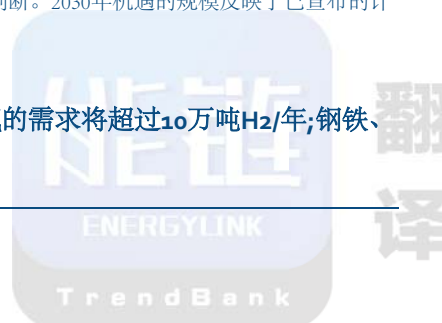 判断。2030年机遇的规模反映了已宣布的计
的需求将超过10万吨H2/年;钢铁、
能链
翻
译
ENERGYLINK
TrendBank